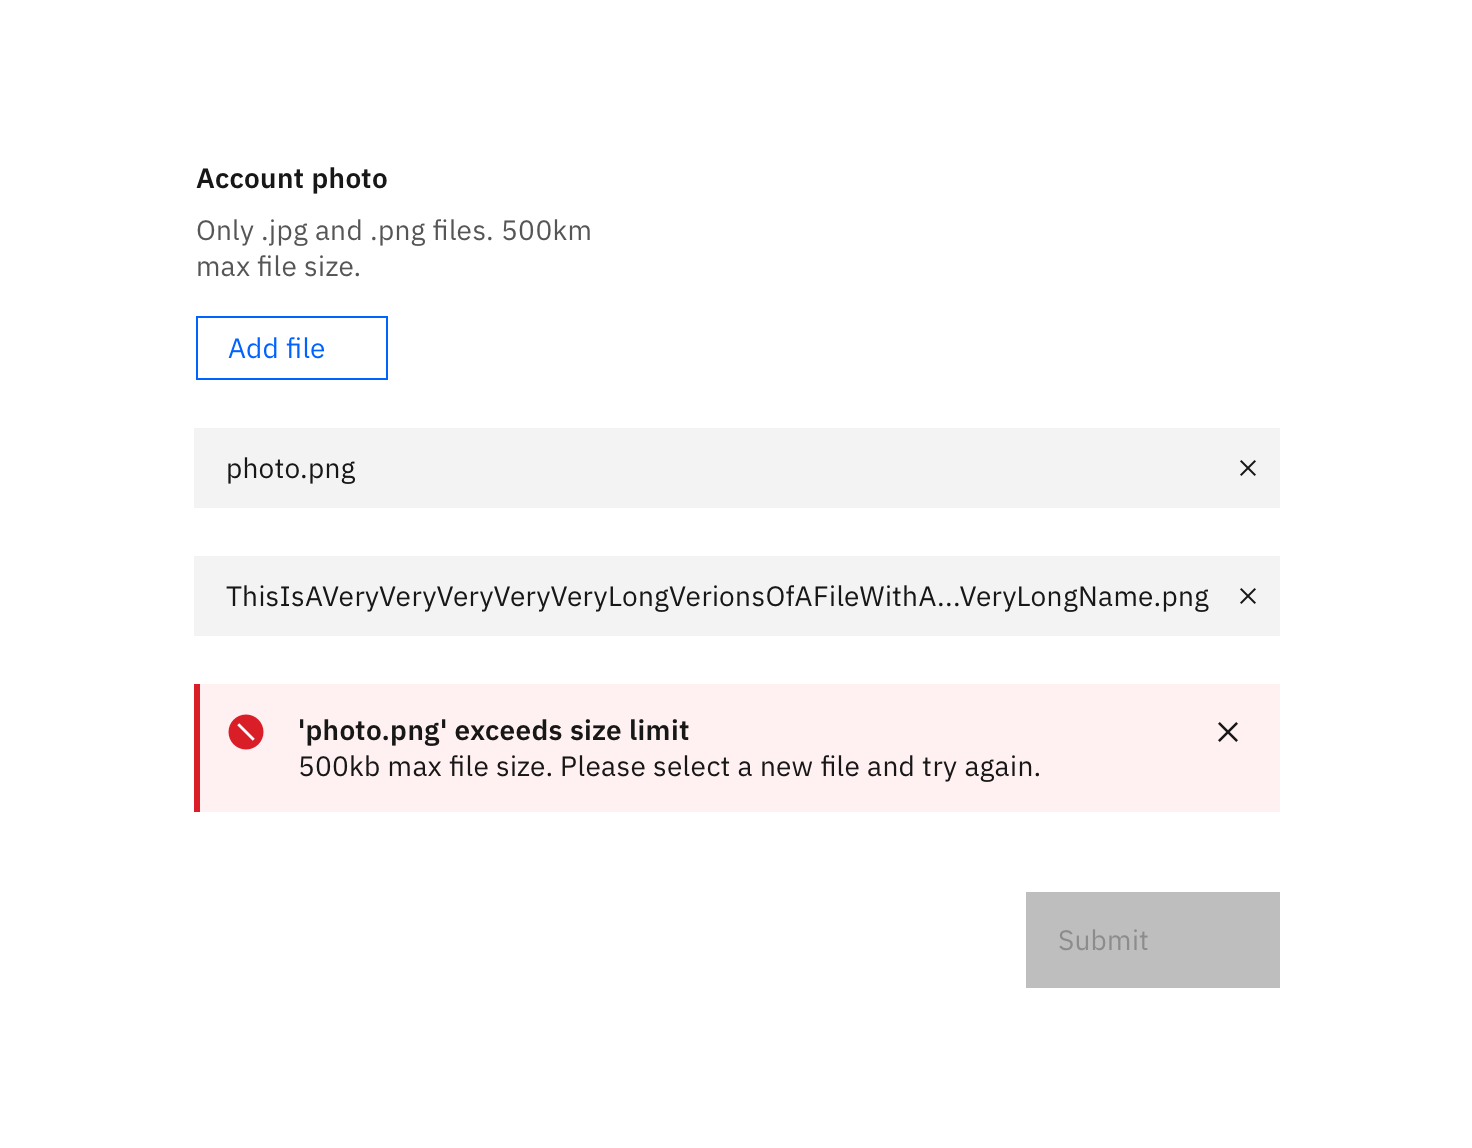 Account photo
Only .jpg and .png files. 500km
max file size.
Add file
photo.png
ThisIsAVeryVeryVeryVeryVeryLongVerionsOfAFileWithA...VeryLongName.png
'photo.png' exceeds size limit
500kb max file size. Please select a new file and try again.
Submit